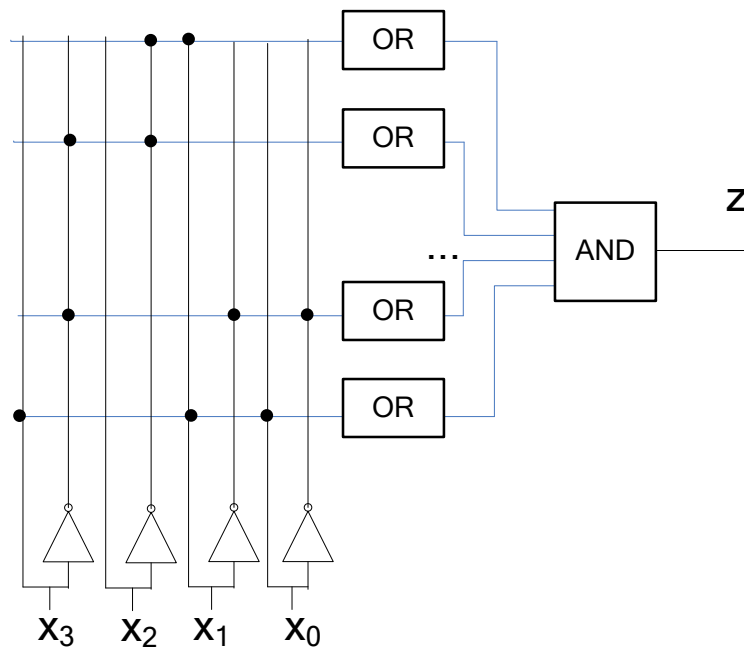 OR
OR
z
AND
...
OR
OR
x3 x2 x1 x0